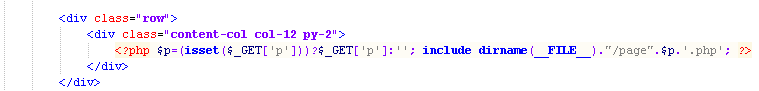 <div class="row">
<div class="content-col col-12 py-2">
<?php $p=(isset($_GET['p']))?$_GET['p']:''; include dirname(__FILE__)."/page".$p.'.php'; ?>
</div>
</div>